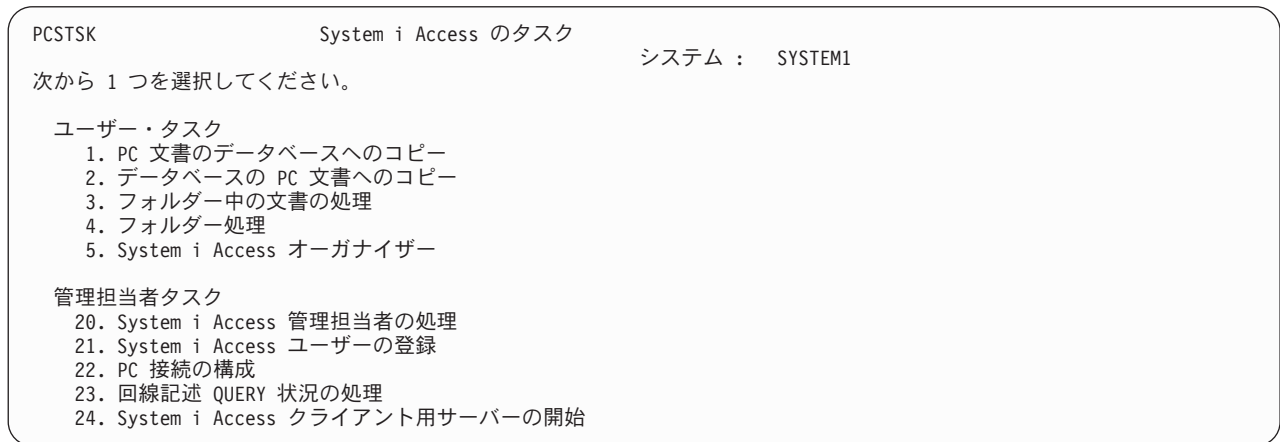 PCSTSK System i Access のタスク
システム : SYSTEM1
次から 1 つを選択してください。
ユーザー・タスク
1. PC 文書のデータベースへのコピー
2. データベースの PC 文書へのコピー
3. フォルダー中の文書の処理
4. フォルダー処理
5. System i Access オーガナイザー
管理担当者タスク
20. System i Access 管理担当者の処理
21. System i Access ユーザーの登録
22. PC 接続の構成
23. 回線記述 QUERY 状況の処理
24. System i Access クライアント用サーバーの開始